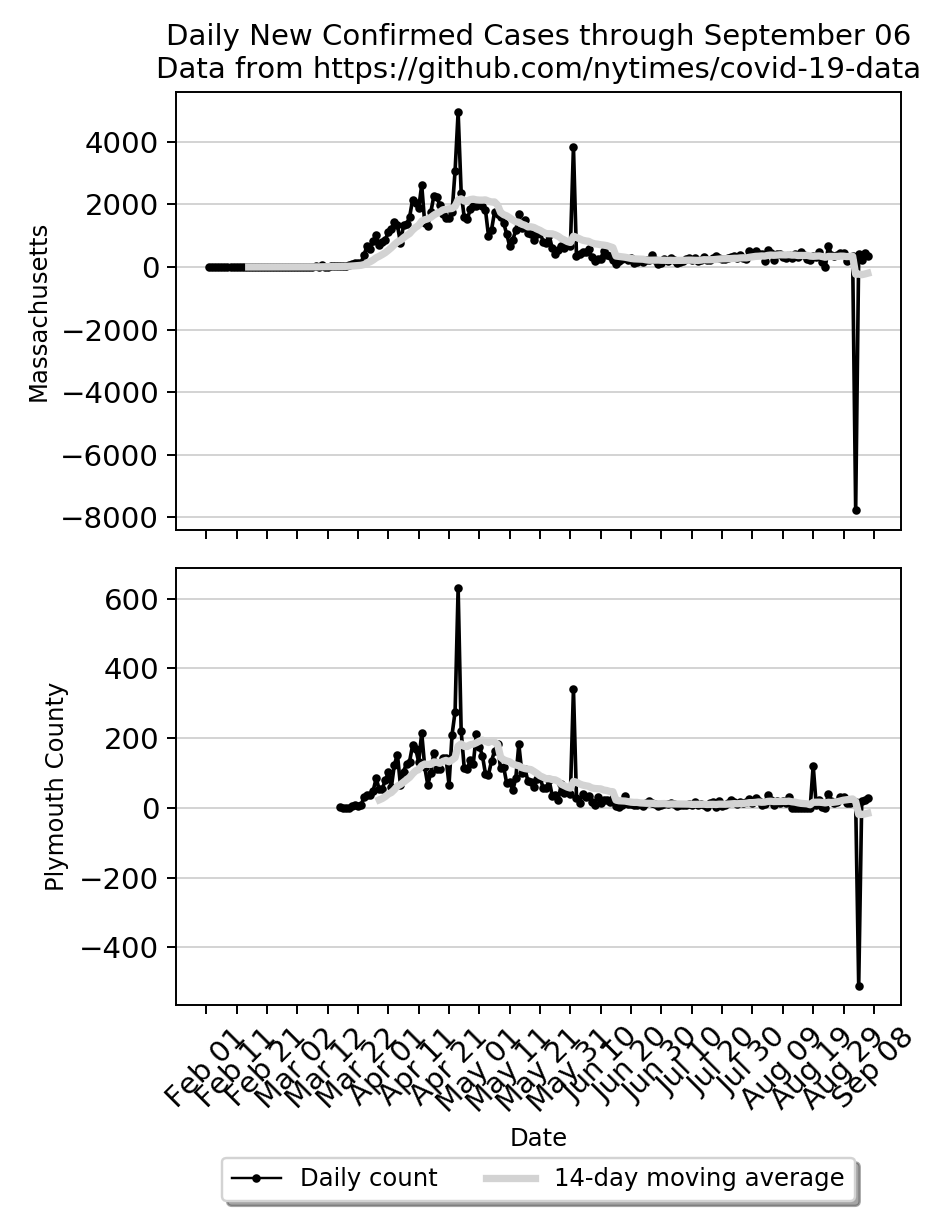 Daily New Confirmed Cases through September 06
Data from https://github.com/nytimes/covid-19-data
4000
2000
0
−2000
−4000
−6000
−8000
Massachusetts
600
400
200
0
−200
−400
Plymouth County
Feb 01
Feb 11
Feb 21
Mar 02
Mar 12
Mar 22
Apr 01
Apr 11
Apr 21
May 01
May 11
May 21
May 31
Jun 10
Jun 20
Jun 30
Jul 10
Jul 20
Jul 30
Aug 09
Aug 19
Aug 29
Sep 08
Date
Daily count
14-day moving average